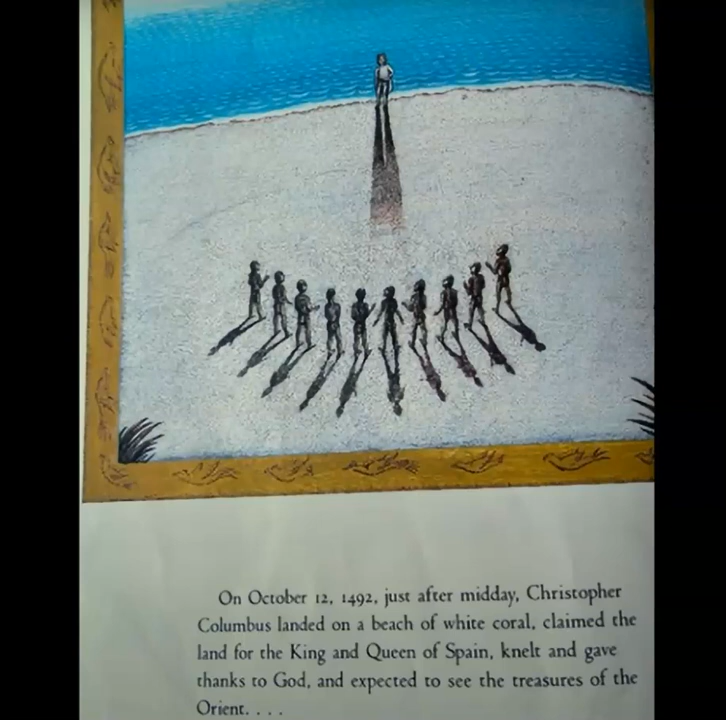 On October 12, 1492, just after midday, Christopher
Columbus landed on a beach of white coral, claimed the
land for the King and Queen of Spain, knelt and gave
thanks to God, and expected to see the treasures of the
Orient. . . .